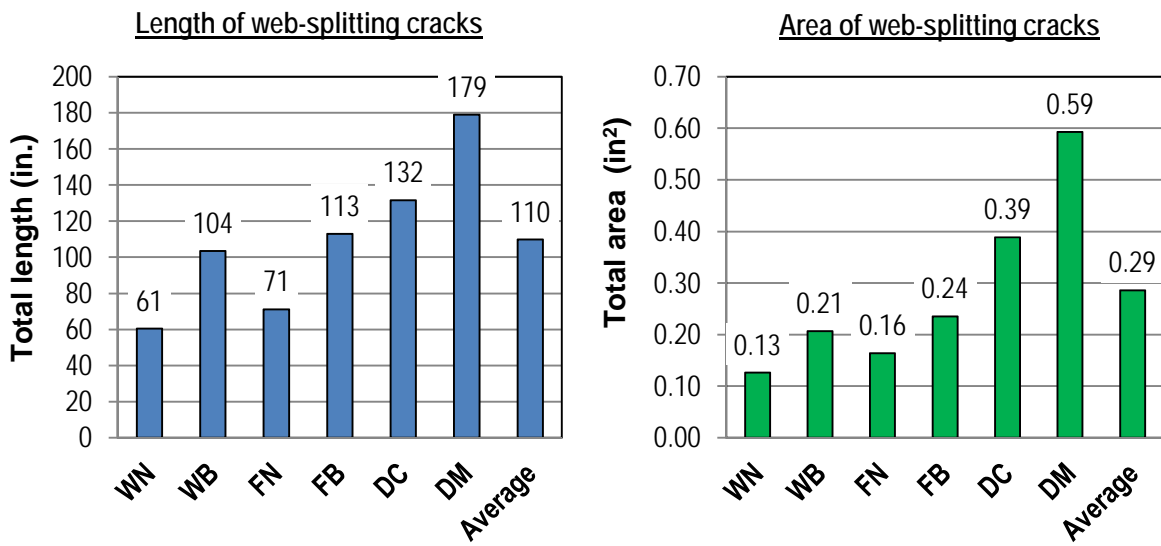 Length of web-splitting cracks
Total length (in.)
200
180
160
140
120
100
80
60
40
20
0
61
104
71
113
132
179
110
WN
WB
FN
FB
DC
DM
Average
Area of web-splitting cracks
Total area (in²)
0.70
0.60
0.50
0.40
0.30
0.20
0.10
0.00
0.13
0.21
0.16
0.24
0.39
0.59
0.29
WN
WB
FN
FB
DC
DM
Average